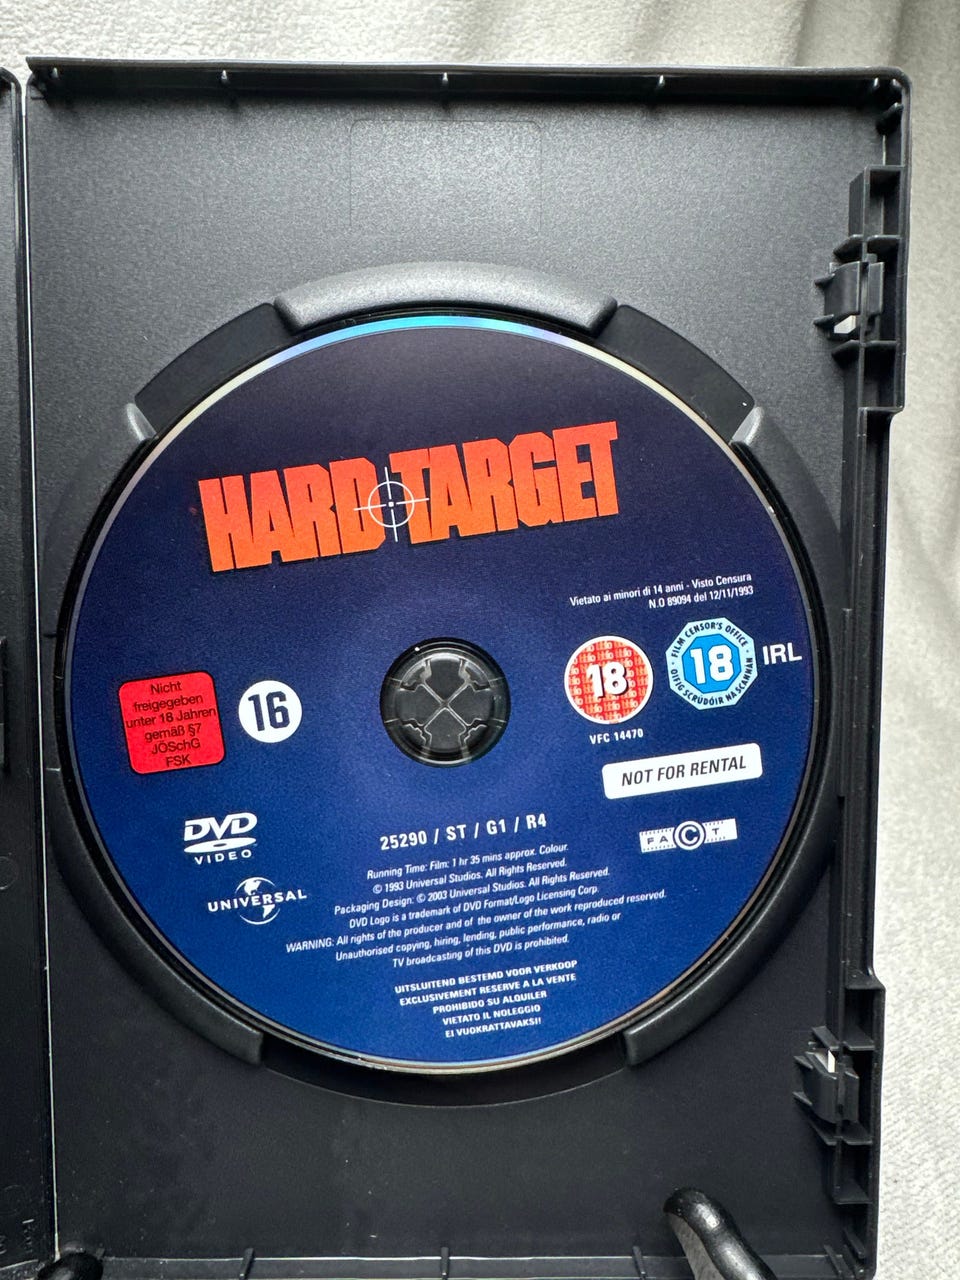 HARD TARGET
Vietato ai minori di 14 anni - Visto Censura
N.O 89094 del 12/11/1993
Nicht
freigegeben
unter 18 Jahren
gemäß §7
JÖSchG
FSK
16
18
VFC 14470
FILM CENSOR'S OFFICE
18
OIFIG SCRÚDÓIR NA SCANNÁN
IRL
NOT FOR RENTAL
DVD
VIDEO
UNIVERSAL
FACT
25290 / ST / G1 / R4
Running Time: Film: 1 hr 35 mins approx. Colour.
© 1993 Universal Studios. All Rights Reserved.
Packaging Design: © 2003 Universal Studios. All Rights Reserved.
DVD Logo is a trademark of DVD Format/Logo Licensing Corp.
WARNING: All rights of the producer and of the owner of the work reproduced reserved.
Unauthorised copying, hiring, lending, public performance, radio or
TV broadcasting of this DVD is prohibited.
UITSLUITEND BESTEMD VOOR VERKOOP
EXCLUSIVEMENT RESERVE A LA VENTE
PROHIBIDO SU ALQUILER
VIETATO IL NOLEGGIO
EI VUOKRATTAVAKSI!